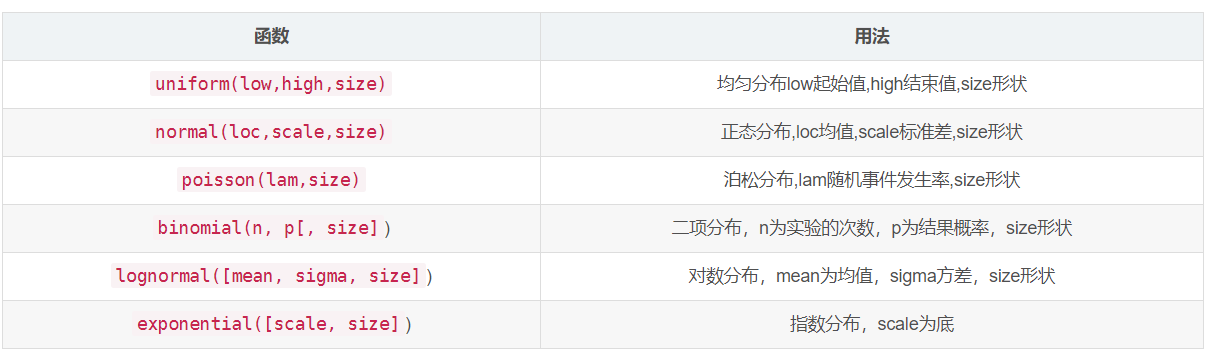 函数 用法
uniform(low,high,size) 均匀分布low起始值,high结束值,size形状
normal(loc,scale,size) 正态分布,loc均值,scale标准差,size形状
poisson(lam,size) 泊松分布,lam随机事件发生率,size形状
binomial(n, p[, size]) 二项分布，n为实验的次数，p为结果概率，size形状
lognormal([mean, sigma, size]) 对数分布，mean为均值，sigma方差，size形状
exponential([scale, size]) 指数分布，scale为底